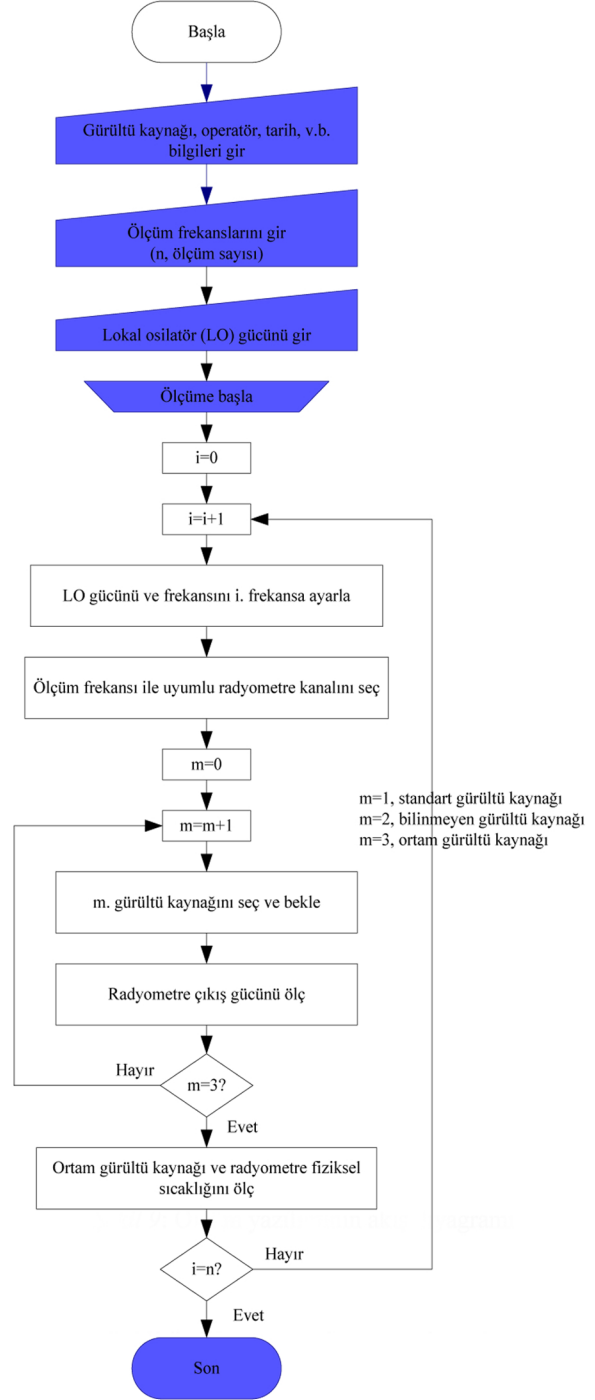 Başla
Gürültü kaynağı, operatör, tarih, v.b.
bilgileri gir
Ölçüm frekanslarını gir
(n, ölçüm sayısı)
Lokal osilatör (LO) gücünü gir
Ölçüme başla
i=0
i=i+1
LO gücünü ve frekansını i. frekansa ayarla
Ölçüm frekansı ile uyumlu radyometre kanalını seç
m=0
m=1, standart gürültü kaynağı
m=2, bilinmeyen gürültü kaynağı
m=3, ortam gürültü kaynağı
m=m+1
m. gürültü kaynağını seç ve bekle
Radyometre çıkış gücünü ölç
Hayır
m=3?
Evet
Ortam gürültü kaynağı ve radyometre fiziksel
sıcaklığını ölç
Hayır
i=n?
Evet
Son